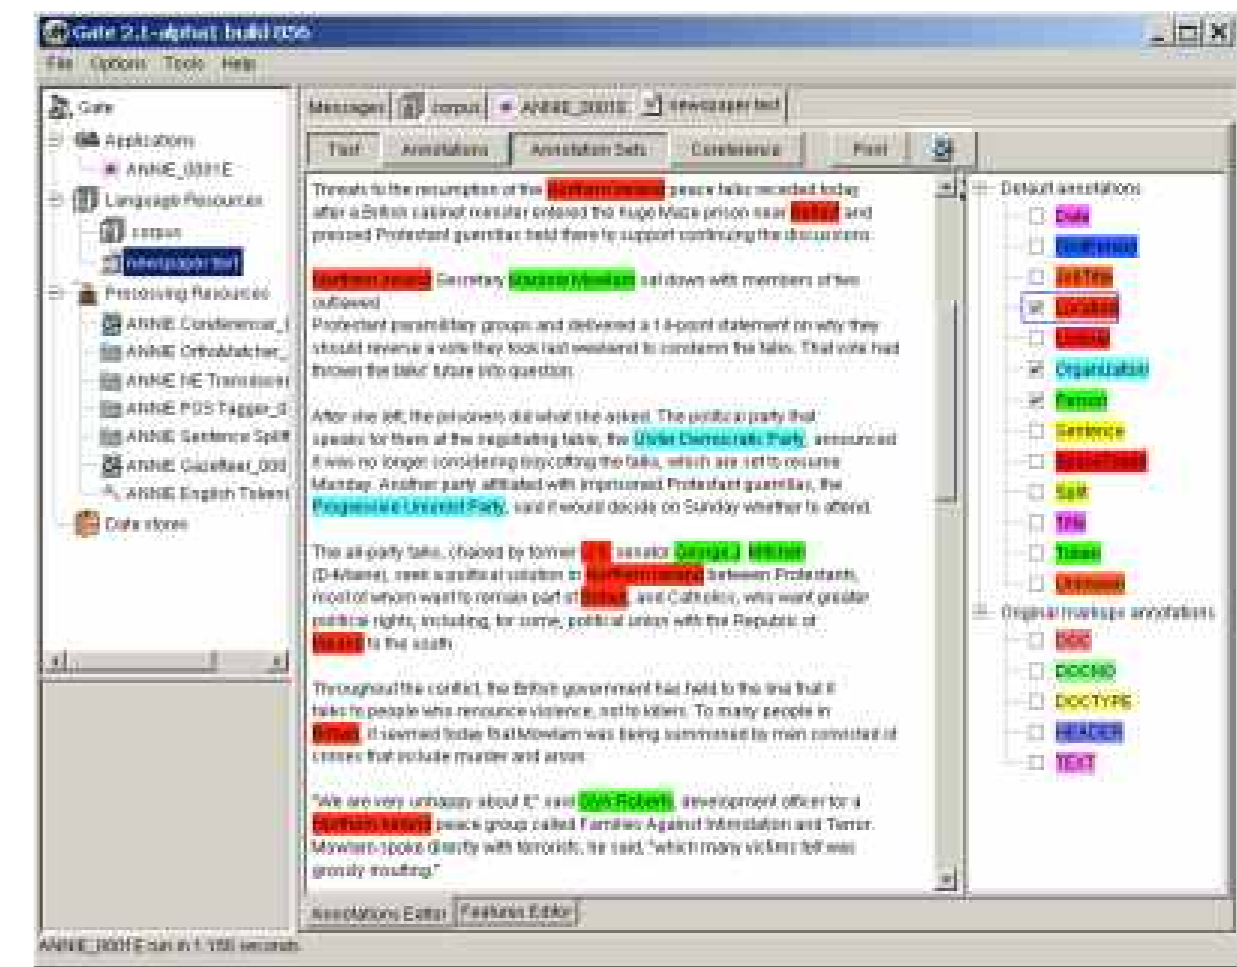 Gate 2.1-alpha1 build
File Options Tools Help
Gate
Applications
ANNIE_0001E
Language Resources
corpus
newspaper text
Processing Resources
ANNIE Coreferencer_
ANNIE OrthoMatcher_
ANNIE NE Transducer
ANNIE POS Tagger_0
ANNIE Sentence Split
ANNIE Gazetteer_000
ANNIE English Tokeni
Data stores
Messages corpus ANNIE_0001E newspaper text
Text Annotations Annotation Sets Coreference Print
Threats to the resumption of the Northern Ireland peace talks receded today
after a British cabinet minister entered the huge Maze prison near Belfast and
pressed Protestant guerrillas held there to support continuing the discussions.
Northern Ireland Secretary Marjorie Mowlam sat down with members of two
outlawed
Protestant paramilitary groups and delivered a 14-point statement on why they
should reverse a vote they took last weekend to condemn the talks. That vote had
thrown the talks' future into question.
After she left, the prisoners did what she asked. The political party that
speaks for them at the negotiating table, the Ulster Democratic Party, announced
it was no longer considering boycotting the talks, which are set to resume
Monday. Another party affiliated with imprisoned Protestant guerrillas, the
Progressive Unionist Party, said it would decide on Sunday whether to attend.
The all-party talks, chaired by former U.S. senator George J. Mitchell
(D-Maine), seek a political solution in Northern Ireland between Protestants,
most of whom want to remain part of Britain, and Catholics, who want greater
political rights, including, for some, political union with the Republic of
Ireland to the south.
Throughout the conflict, the British government has held to the line that it
talks to people who renounce violence, not to killers. To many people in
Britain, it seemed today that Mowlam was being summoned by men convicted of
crimes that include murder and arson.
"We are very unhappy about it," said Glyn Roberts, development officer for a
Northern Ireland peace group called Families Against Intimidation and Terror.
Mowlam spoke directly with terrorists, he said, "which many victims felt was
grossly insulting."
Annotations Editor Features Editor
Default annotations
Date
FirstPerson
JobTitle
Location
Lookup
Organization
Person
Sentence
SpaceToken
Split
Title
Token
Unknown
Original markups annotations
DOC
DOCNO
DOCTYPE
HEADER
TEXT
ANNIE_0001E run in seconds